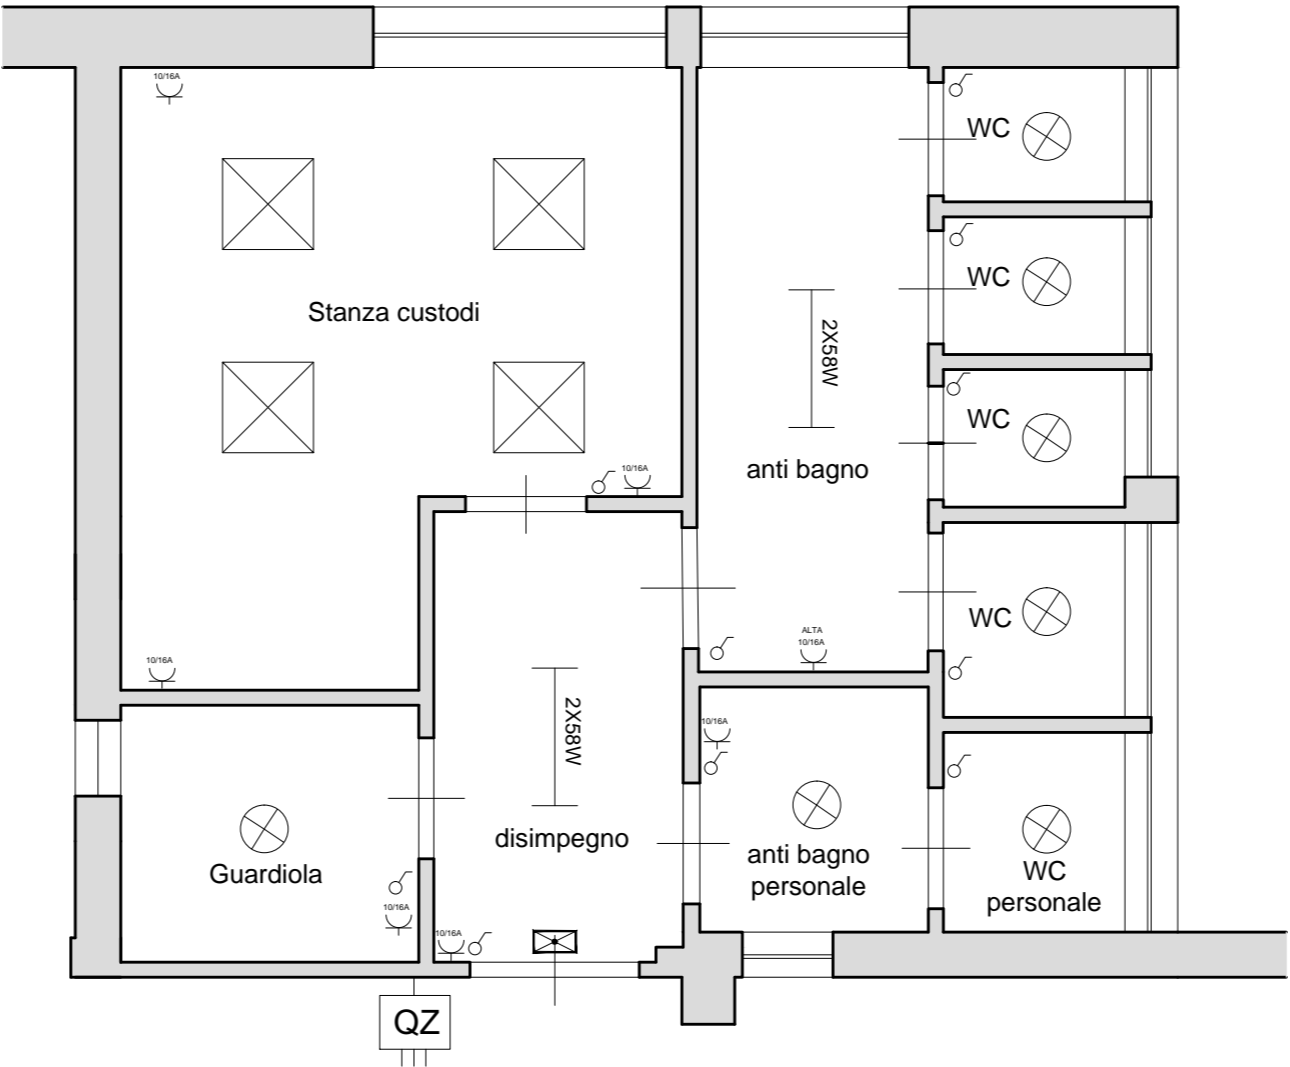 10/16A
WC
WC
Stanza custodi
2X58W
WC
anti bagno
10/16A
WC
ALTA
10/16A
10/16A
2X58W
10/16A
disimpegno
anti bagno
personale
WC
personale
Guardiola
10/16A
10/16A
QZ